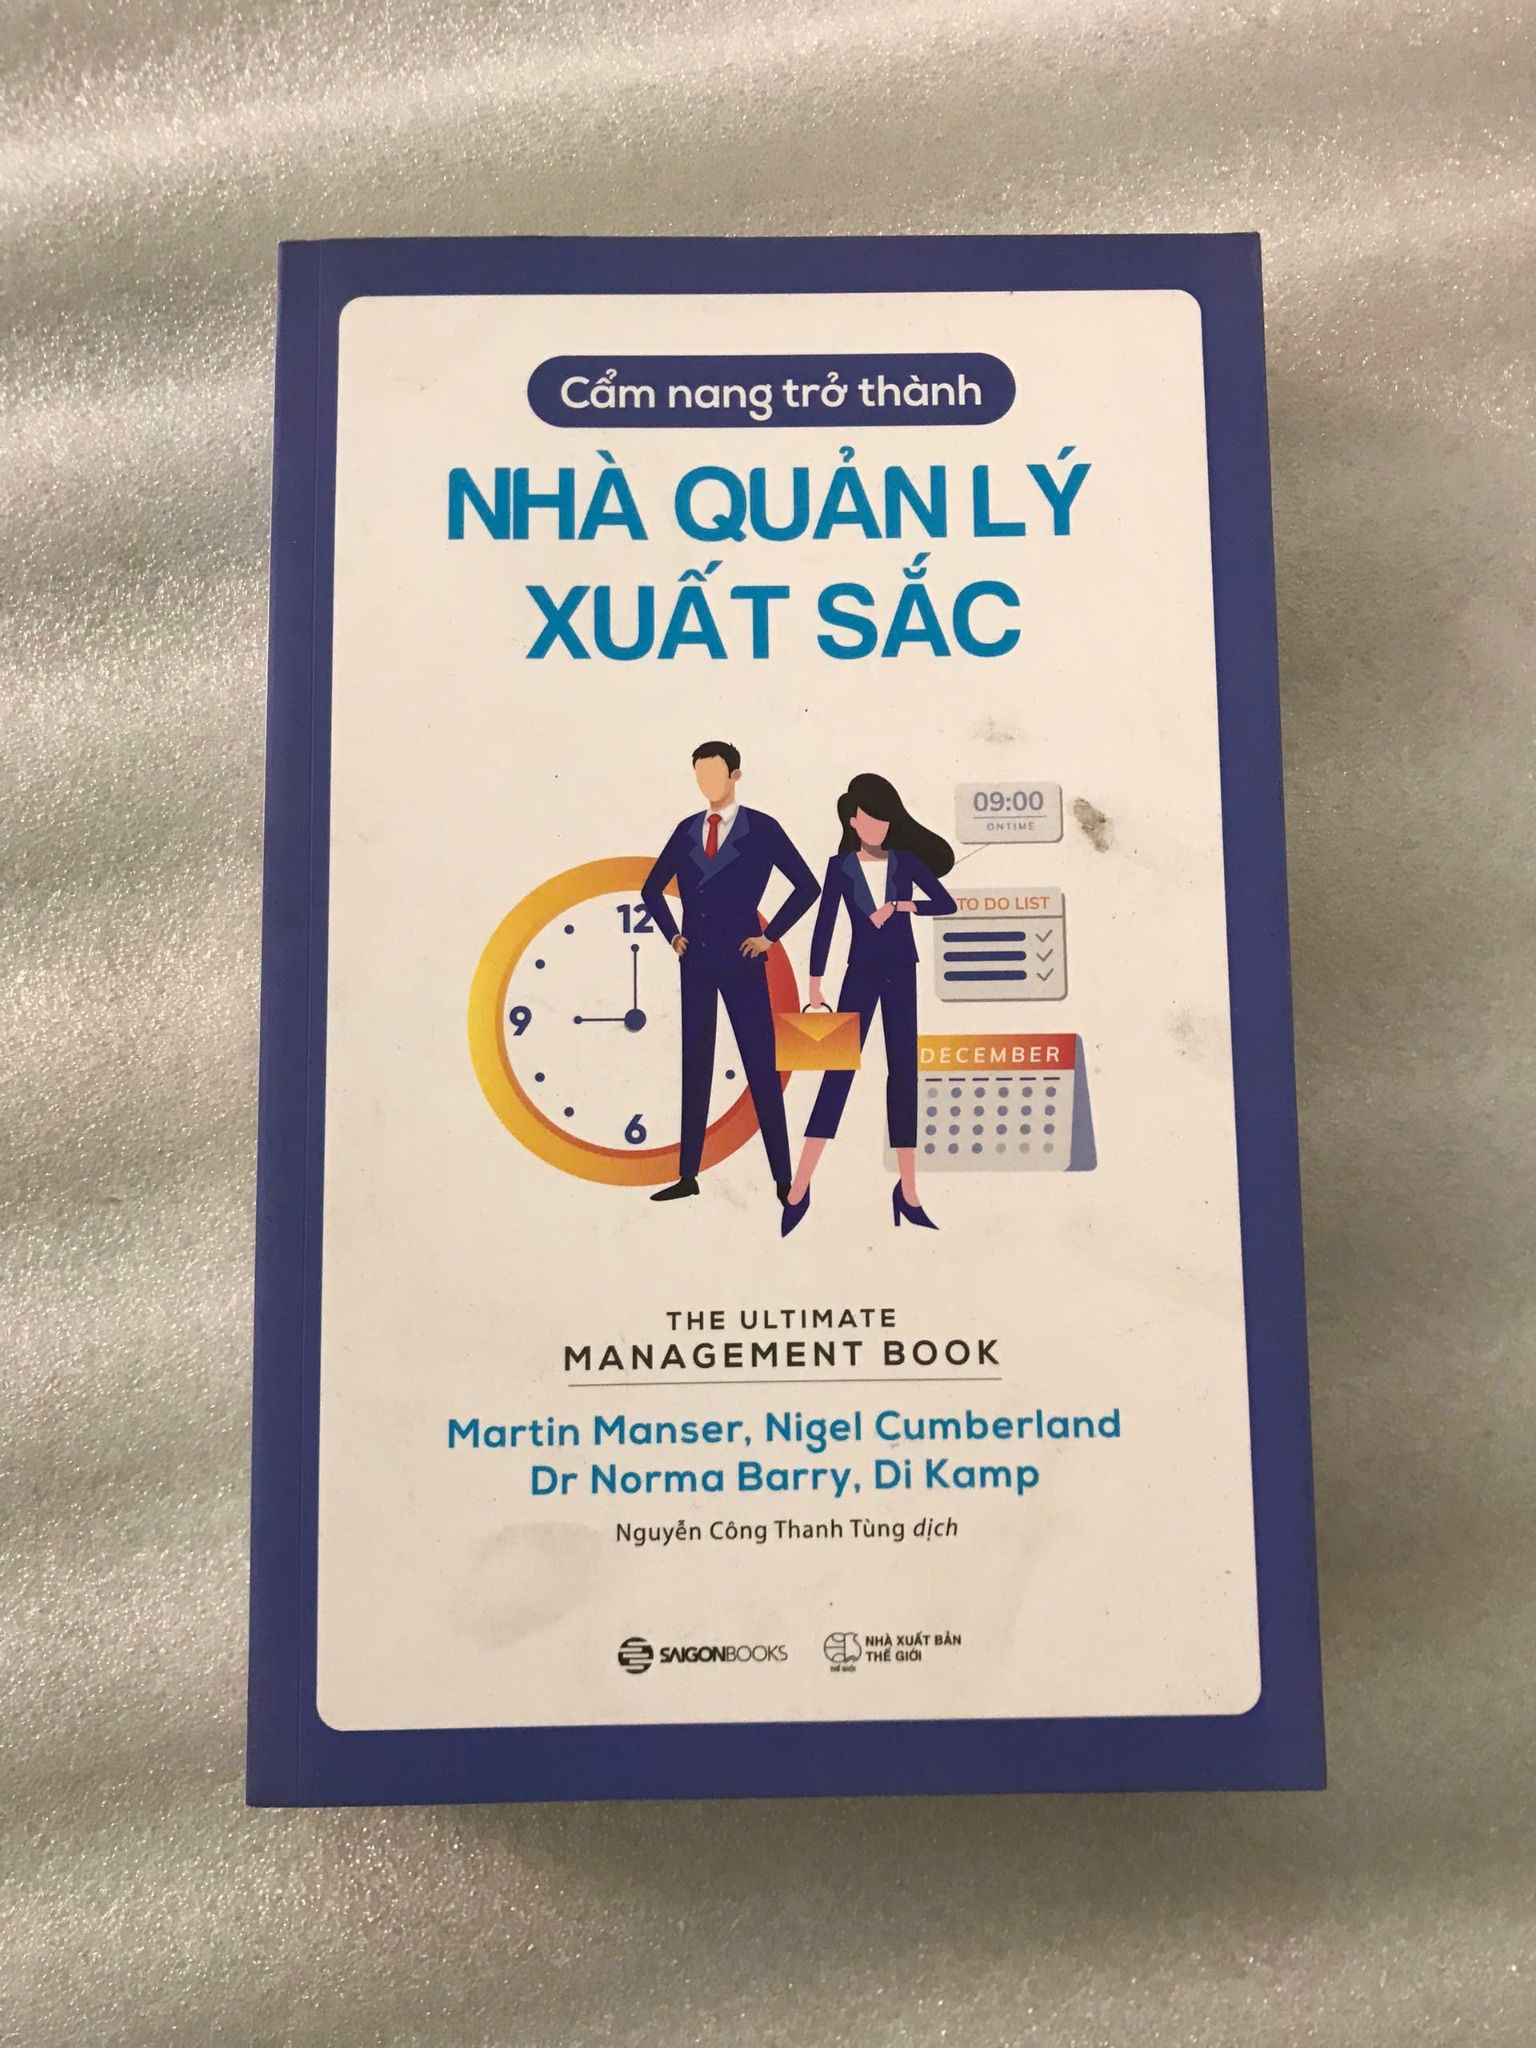 Cẩm nang trở thành
NHÀ QUẢN LÝ
XUẤT SẮC
09:00
ONTIME
12
TO DO LIST
9
DECEMBER
6
THE ULTIMATE
MANAGEMENT BOOK
Martin Manser, Nigel Cumberland
Dr Norma Barry, Di Kamp
Nguyễn Công Thanh Tùng dịch
SAIGONBOOKS
NHÀ XUẤT BẢN
THẾ GIỚI
THẾ GIỚI